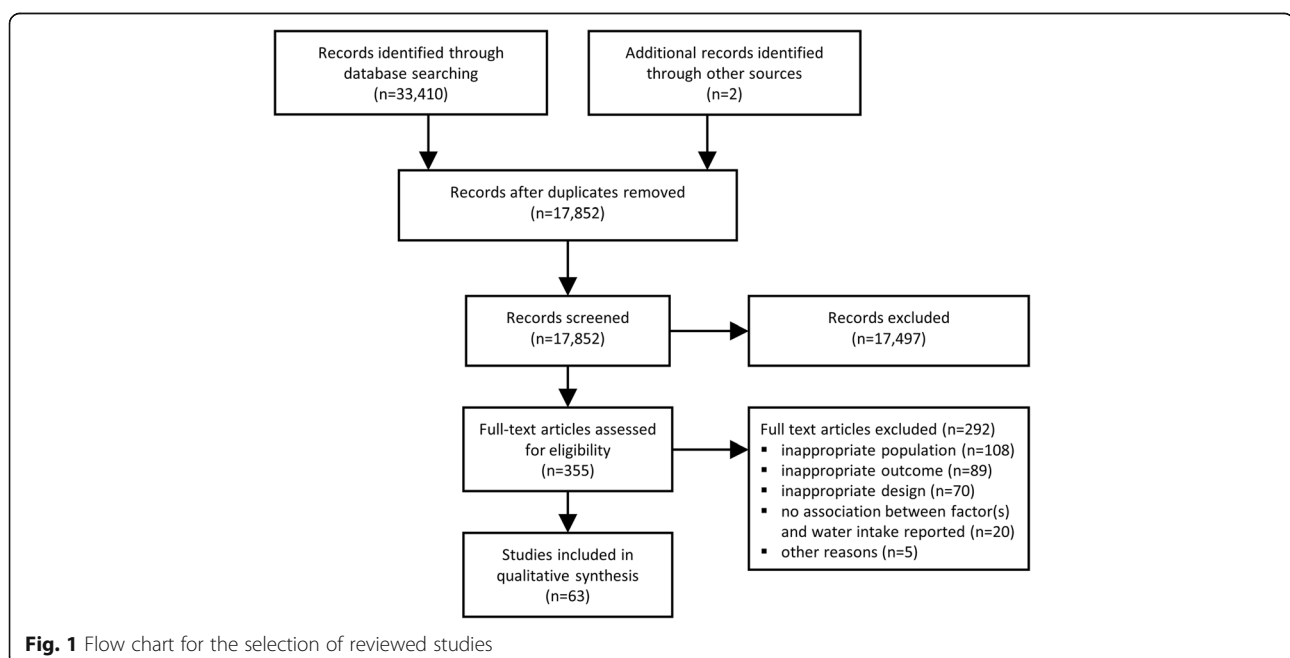 Records identified through
database searching
(n=33,410)
Additional records identified
through other sources
(n=2)
Records after duplicates removed
(n=17,852)
Records screened
(n=17,852)
Records excluded
(n=17,497)
Full-text articles assessed
for eligibility
(n=355)
Full text articles excluded (n=292)
▪ inappropriate population (n=108)
▪ inappropriate outcome (n=89)
▪ inappropriate design (n=70)
▪ no association between factor(s)
and water intake reported (n=20)
▪ other reasons (n=5)
Studies included in
qualitative synthesis
(n=63)
Fig. 1 Flow chart for the selection of reviewed studies